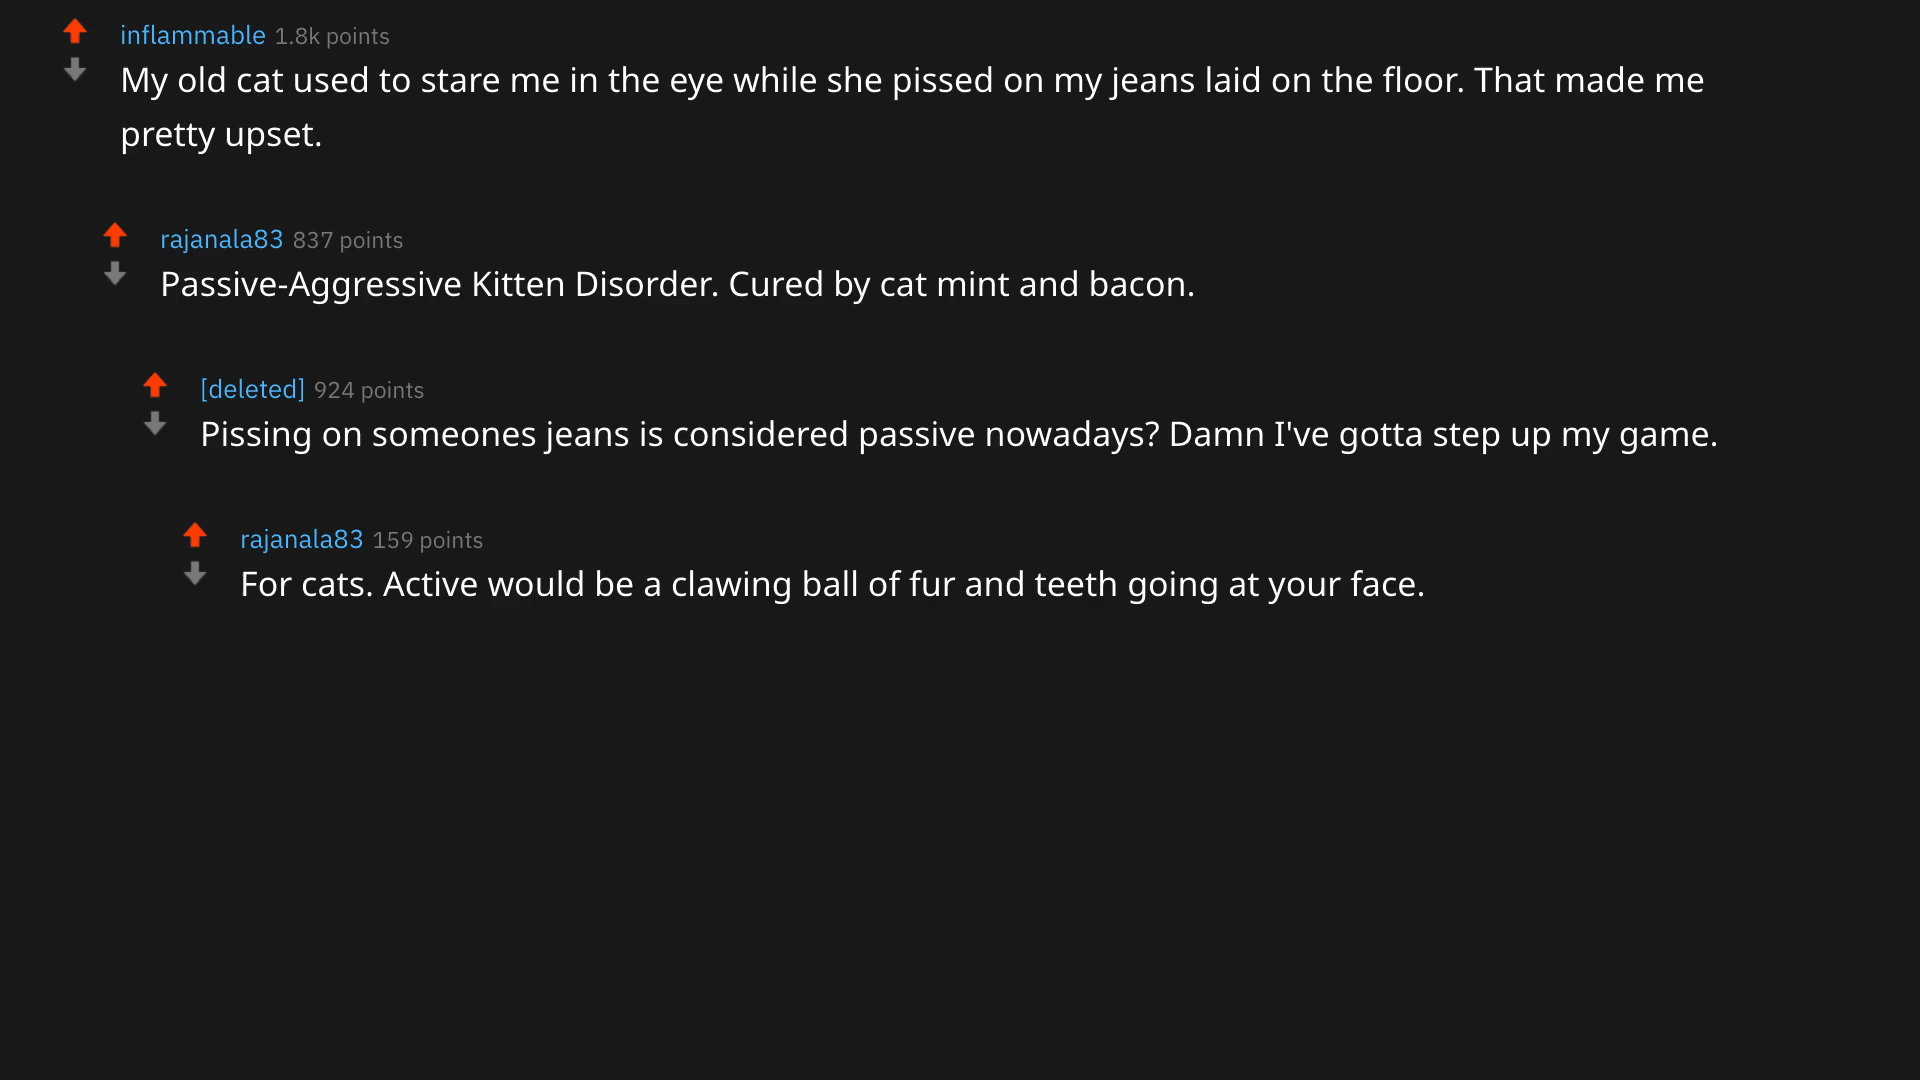 inflammable 1.8k points
My old cat used to stare me in the eye while she pissed on my jeans laid on the floor. That made me
pretty upset.
rajanala83 837 points
Passive-Aggressive Kitten Disorder. Cured by cat mint and bacon.
[deleted] 924 points
Pissing on someones jeans is considered passive nowadays? Damn I've gotta step up my game.
rajanala83 159 points
For cats. Active would be a clawing ball of fur and teeth going at your face.